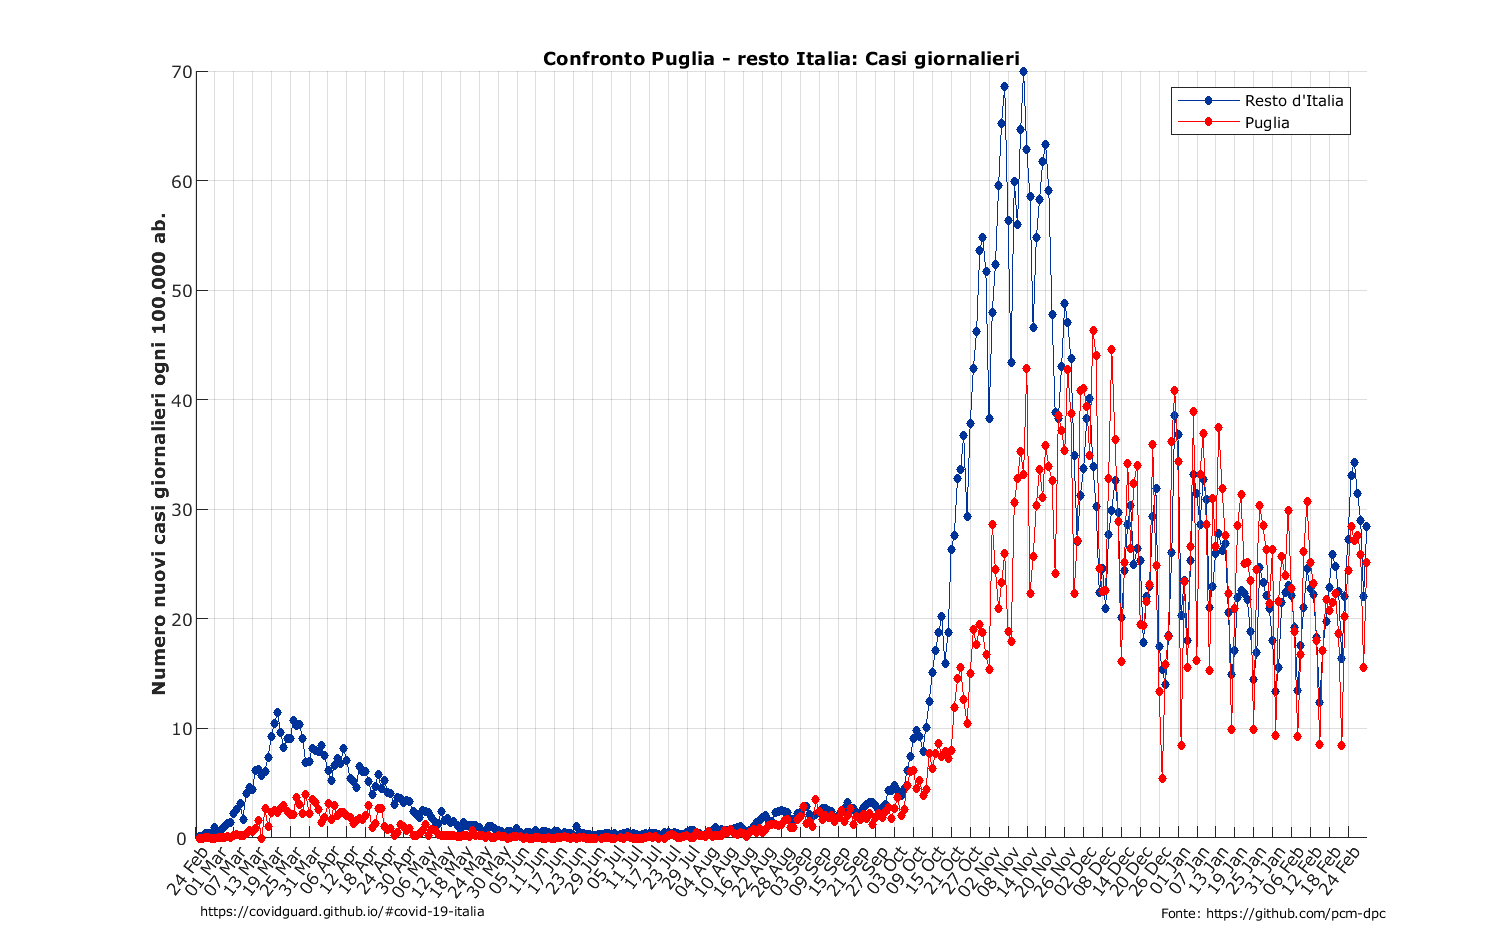 Confronto Puglia - resto Italia: Casi giornalieri
Resto d'Italia
Puglia
Numero nuovi casi giornalieri ogni 100.000 ab.
70
60
50
40
30
20
10
0
24 Feb
01 Mar
07 Mar
13 Mar
19 Mar
25 Mar
31 Mar
06 Apr
12 Apr
18 Apr
24 Apr
30 Apr
06 May
12 May
18 May
24 May
30 May
05 Jun
11 Jun
17 Jun
23 Jun
29 Jun
05 Jul
11 Jul
17 Jul
23 Jul
29 Jul
04 Aug
10 Aug
16 Aug
22 Aug
28 Aug
03 Sep
09 Sep
15 Sep
21 Sep
27 Sep
03 Oct
09 Oct
15 Oct
21 Oct
27 Oct
02 Nov
08 Nov
14 Nov
20 Nov
26 Nov
02 Dec
08 Dec
14 Dec
20 Dec
26 Dec
01 Jan
07 Jan
13 Jan
19 Jan
25 Jan
31 Jan
06 Feb
12 Feb
18 Feb
24 Feb
https://covidguard.github.io/#covid-19-italia
Fonte: https://github.com/pcm-dpc